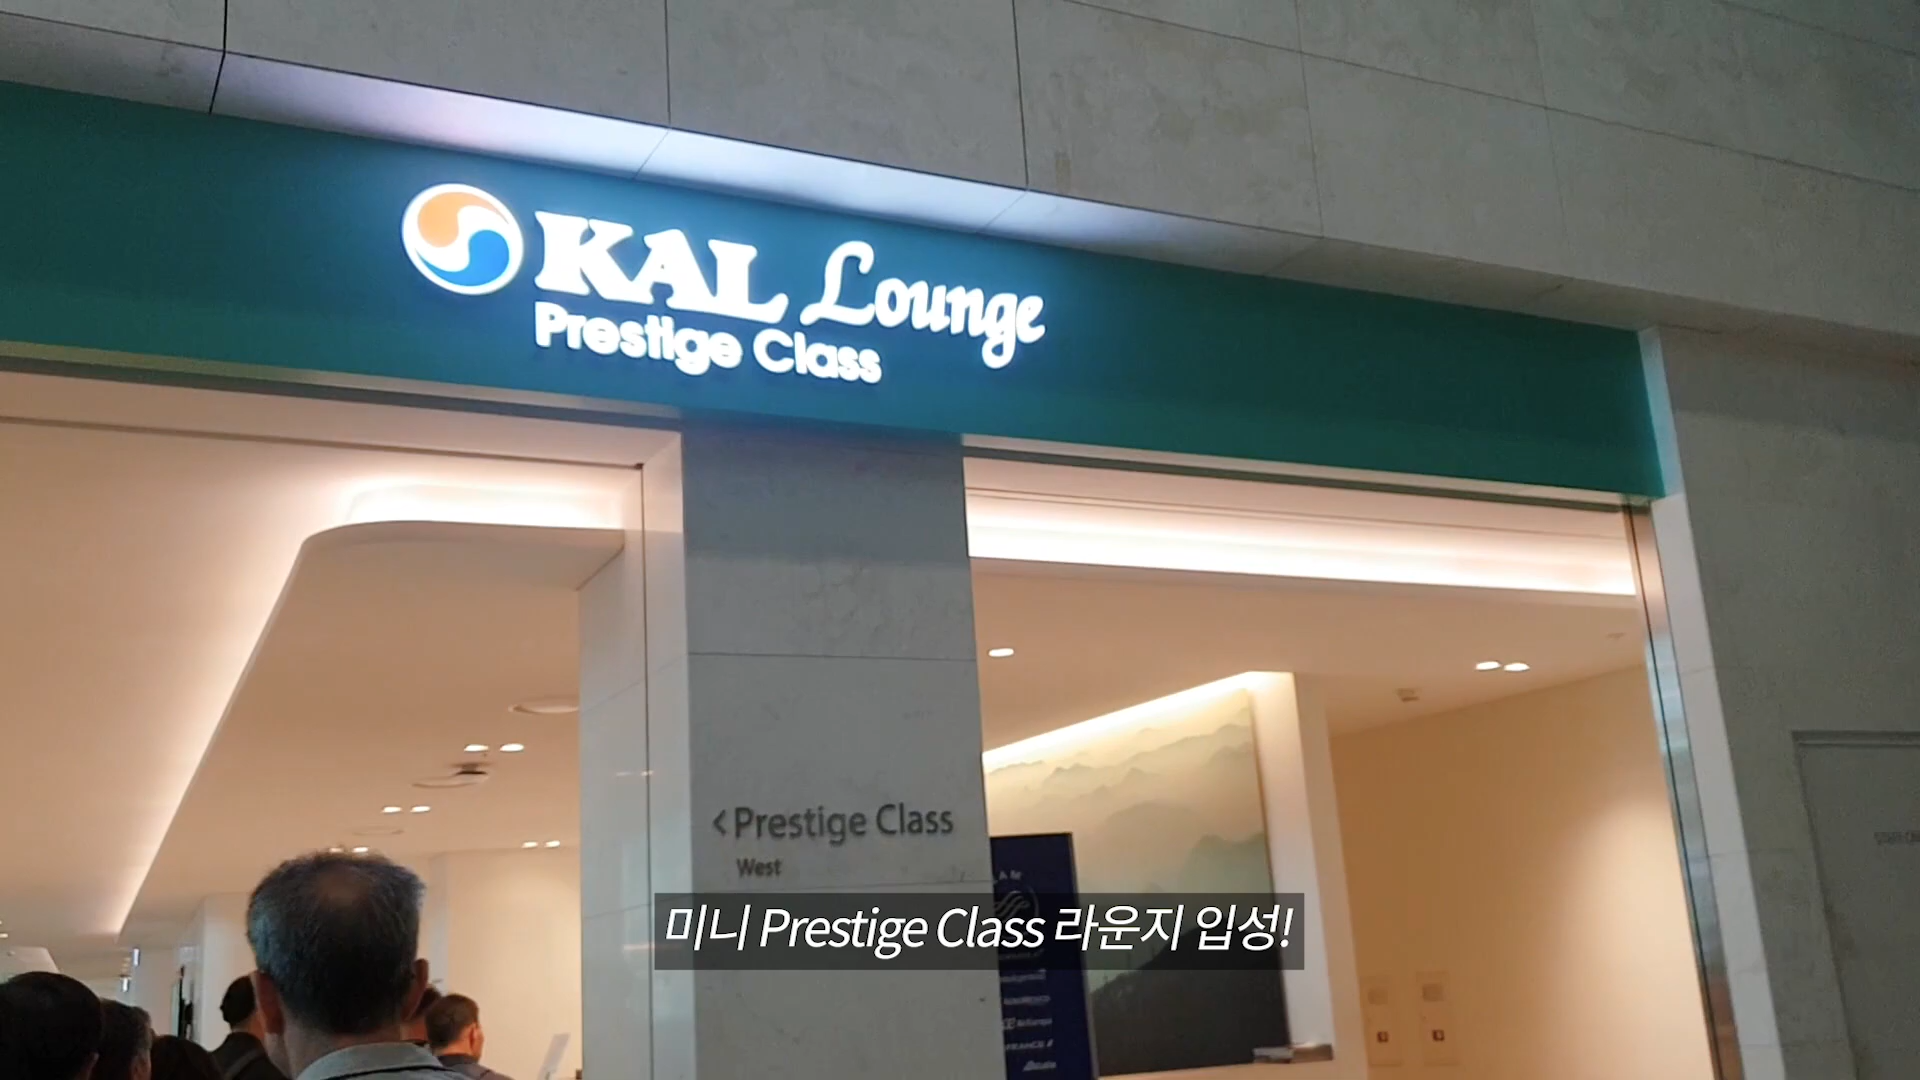 KAL Lounge
Prestige Class
<Prestige Class
West
미니 Prestige Class 라운지 입성!